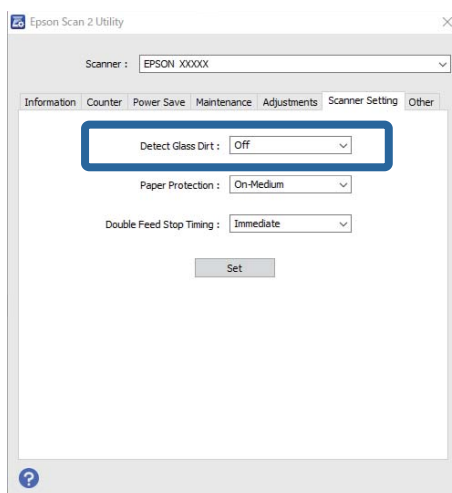 Epson Scan 2 Utility
Scanner : EPSON XXXXX
Information Counter Power Save Maintenance Adjustments Scanner Setting Other
Detect Glass Dirt : Off
Paper Protection : On-Medium
Double Feed Stop Timing : Immediate
Set
?